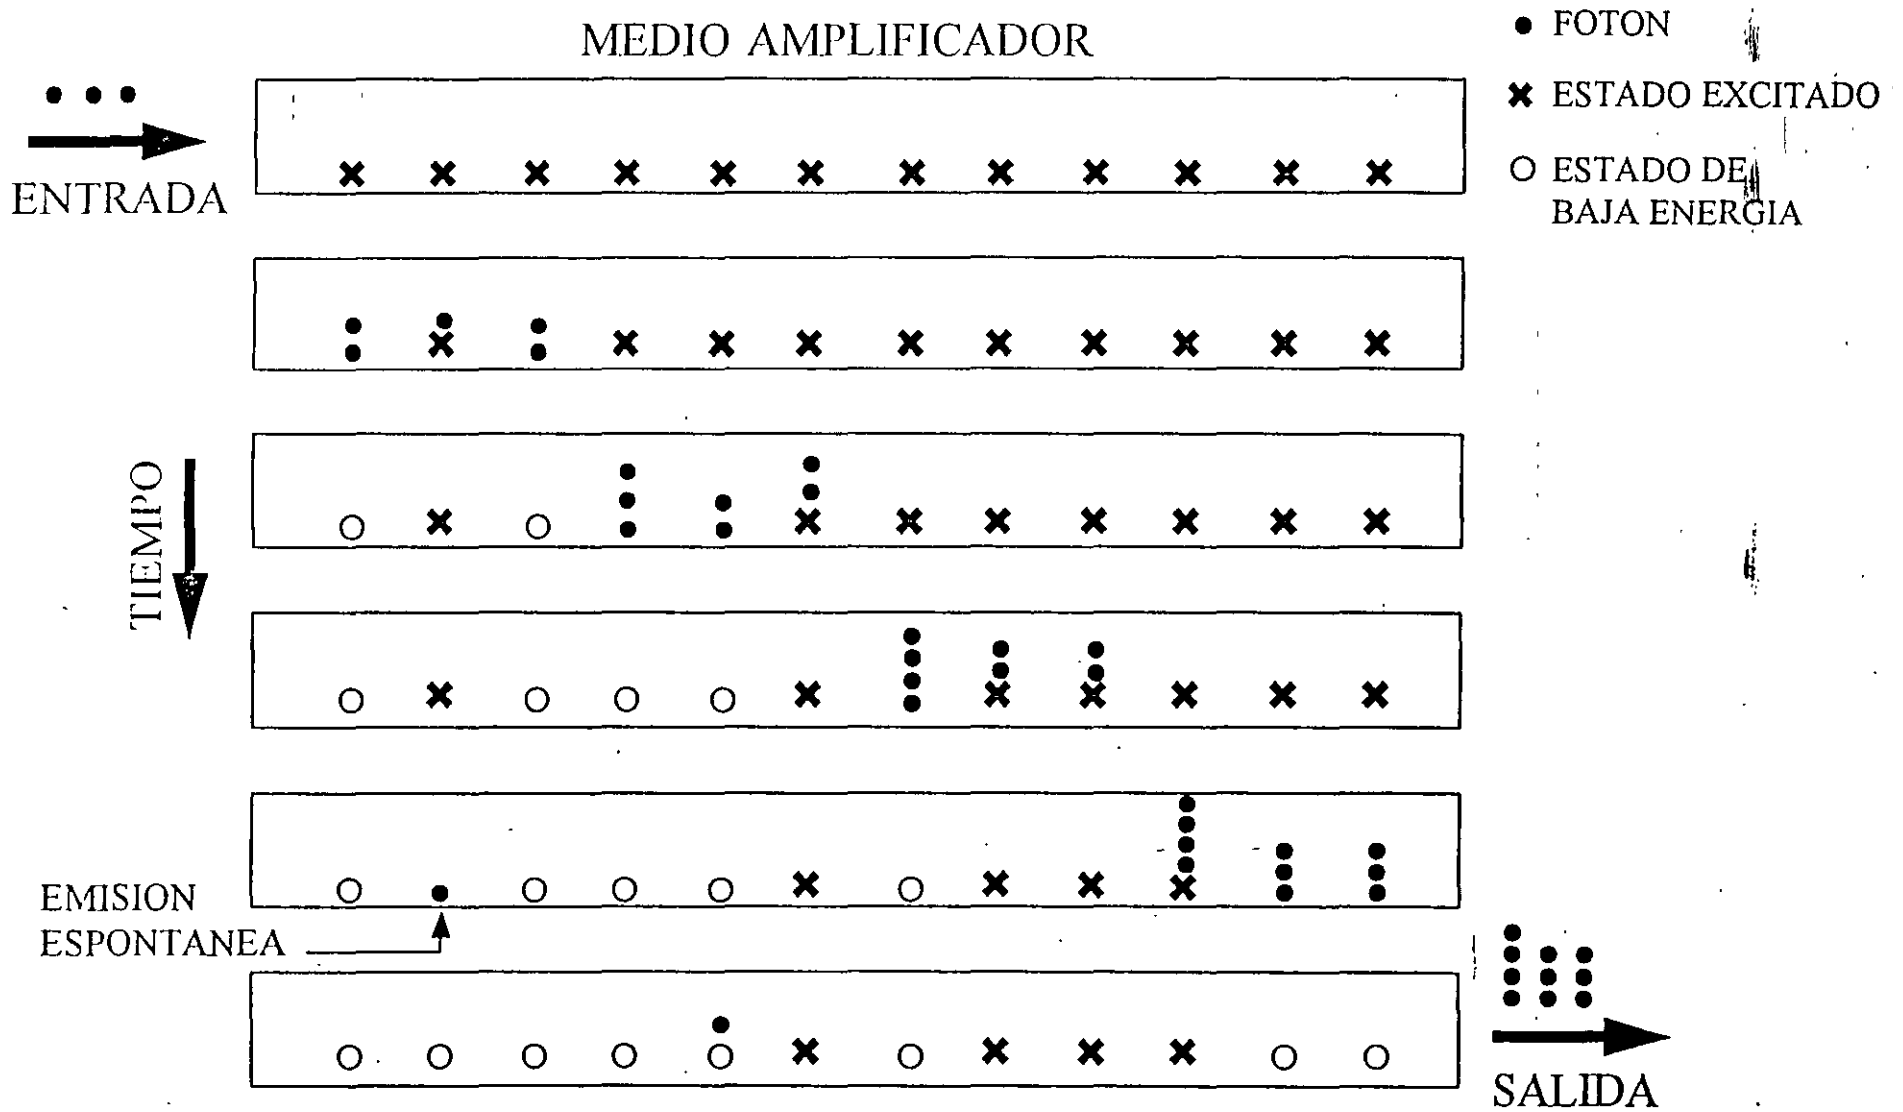 MEDIO AMPLIFICADOR
FOTON
ESTADO EXCITADO
ESTADO DE
BAJA ENERGIA
ENTRADA
TIEMPO
EMISION
ESPONTANEA
SALIDA